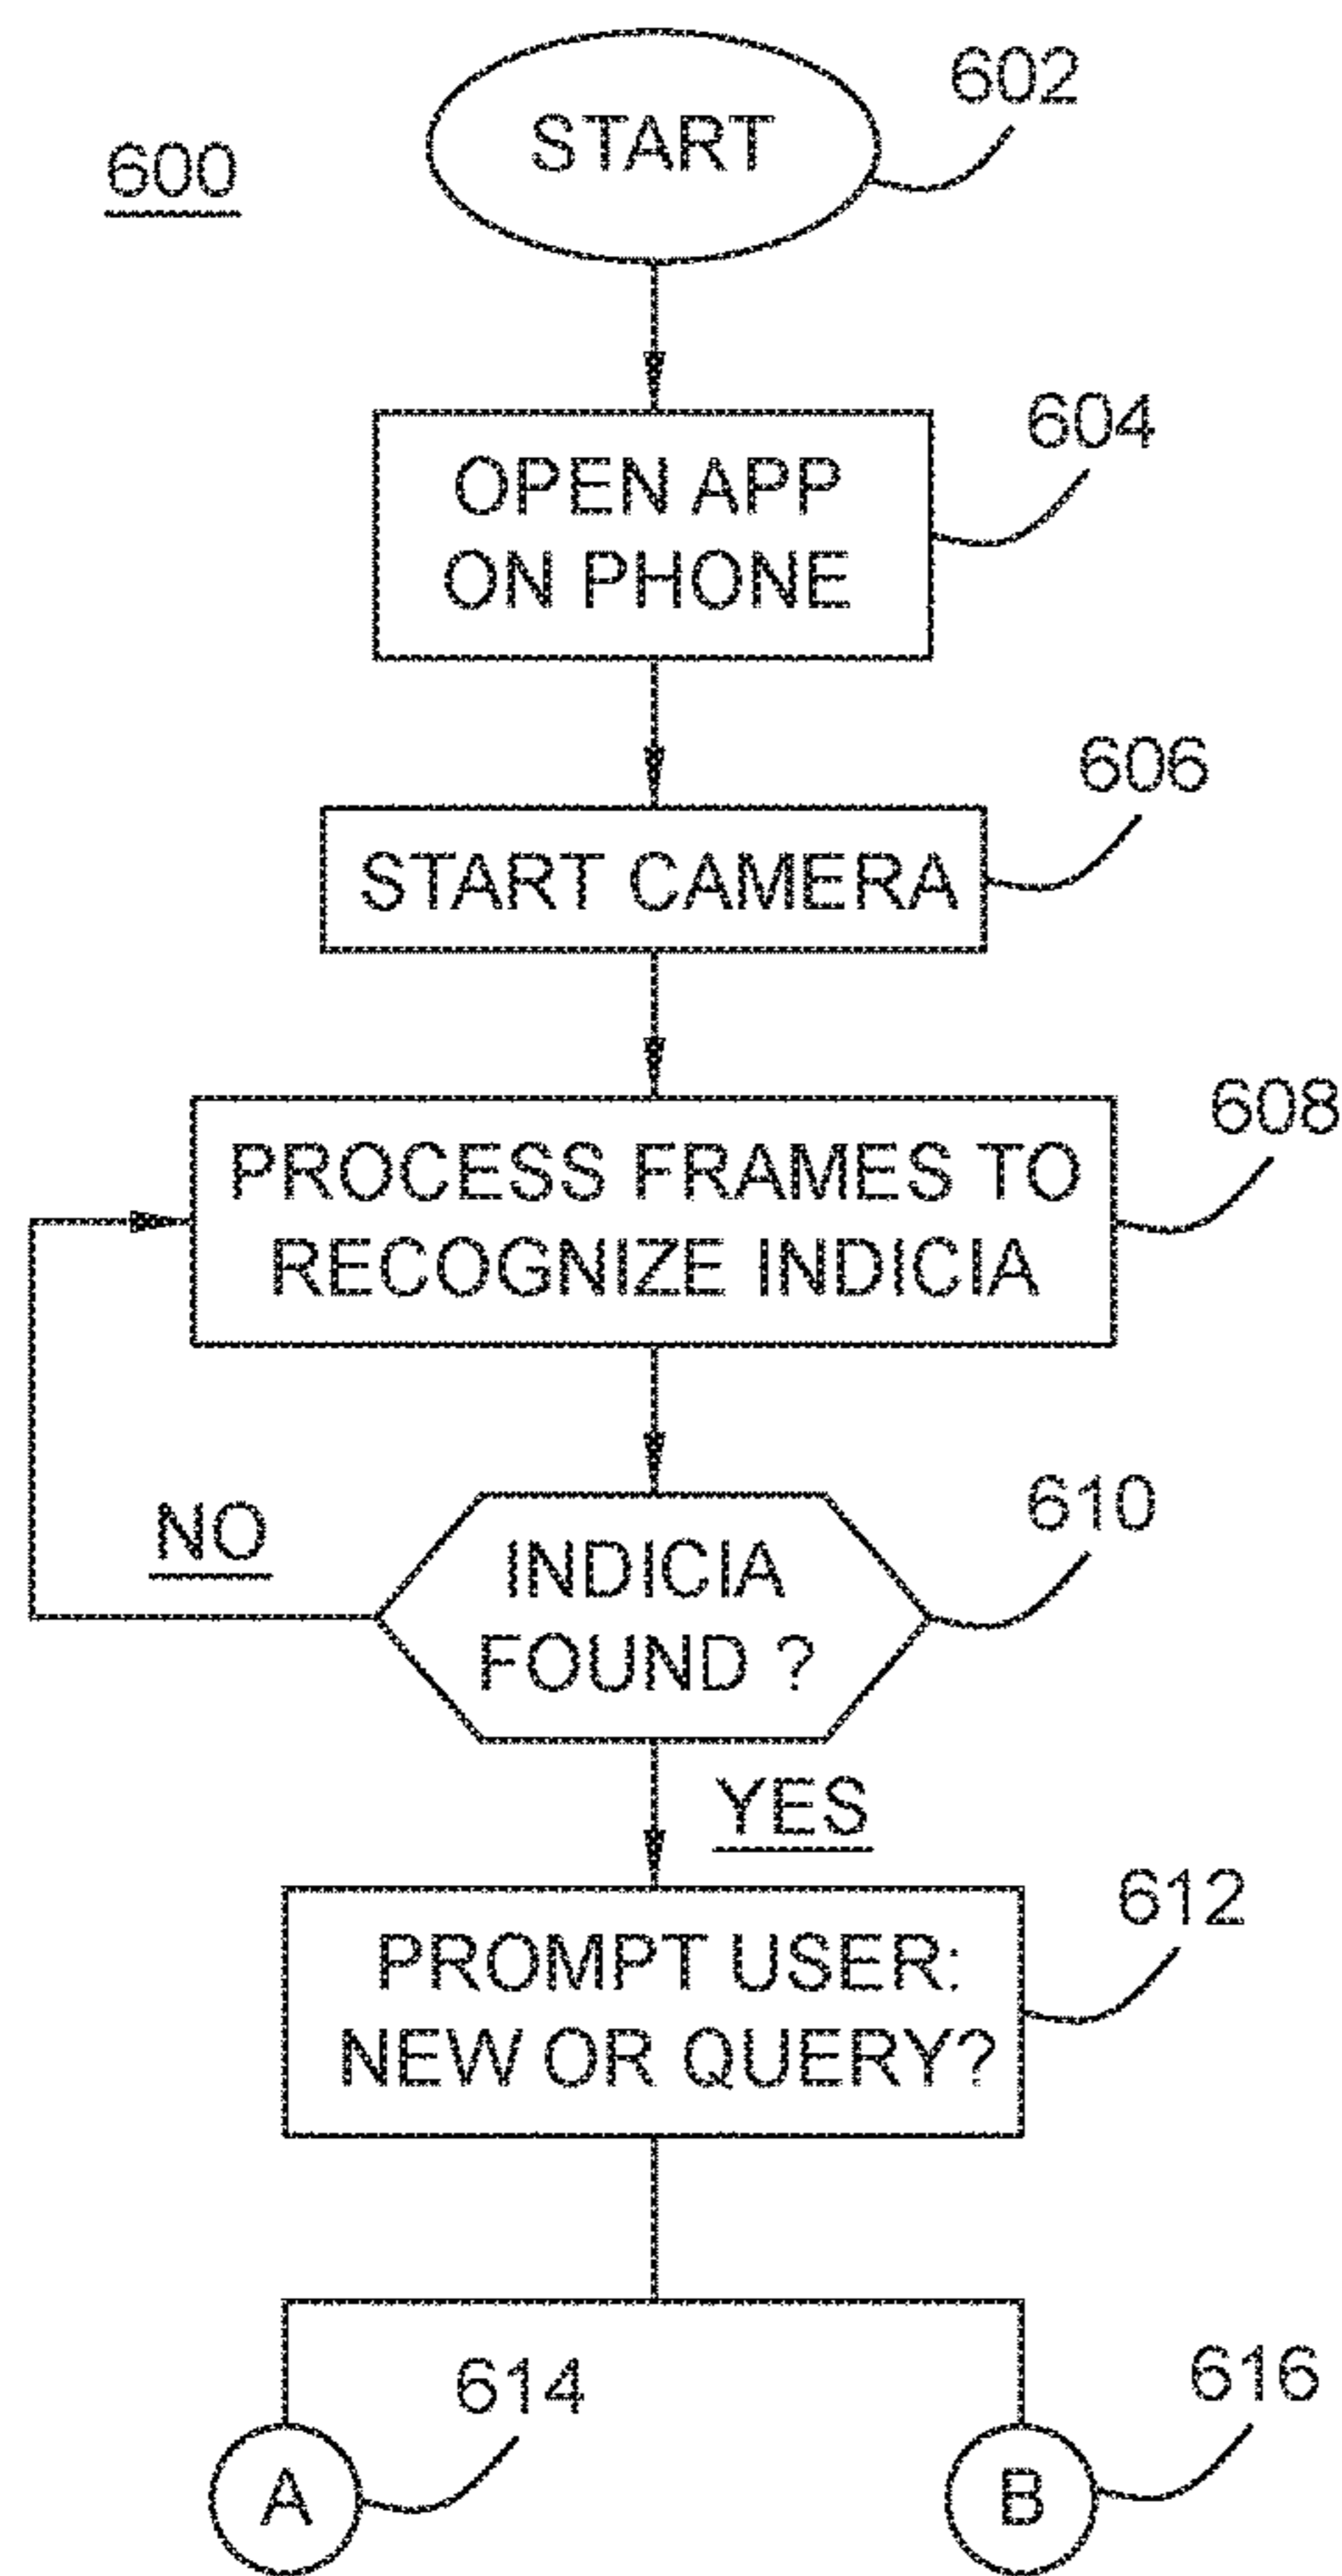 600
START
602
OPEN APP
ON PHONE
604
START CAMERA
606
PROCESS FRAMES TO
RECOGNIZE INDICIA
608
INDICIA
FOUND ?
610
NO
YES
PROMPT USER:
NEW OR QUERY?
612
A
614
B
616